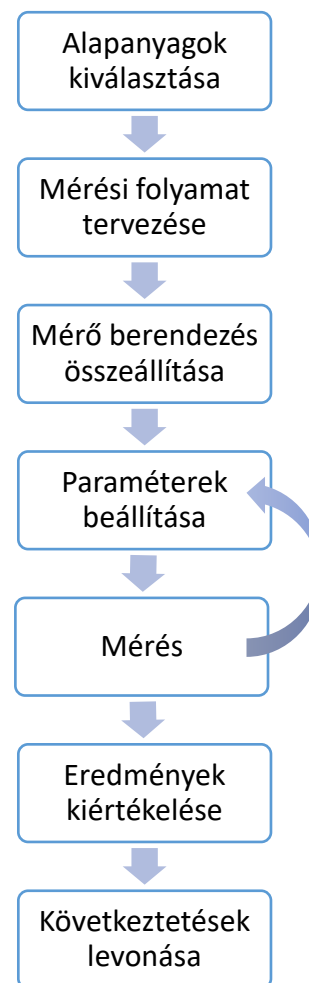 Alapanyagok
kiválasztása
Mérési folyamat
tervezése
Mérő berendezés
összeállítása
Paraméterek
beállítása
Mérés
Eredmények
kiértékelése
Következtetések
levonása